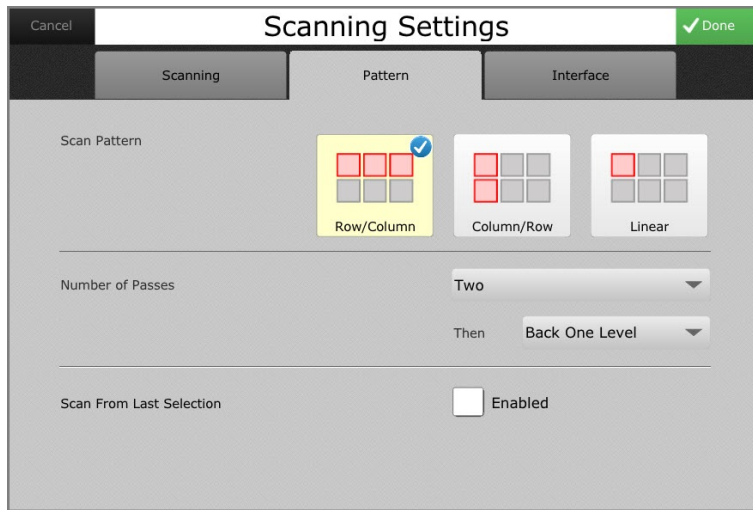 Cancel Scanning Settings Done
Scanning Pattern Interface
Scan Pattern
Row/Column Column/Row Linear
Number of Passes Two
Then Back One Level
Scan From Last Selection Enabled